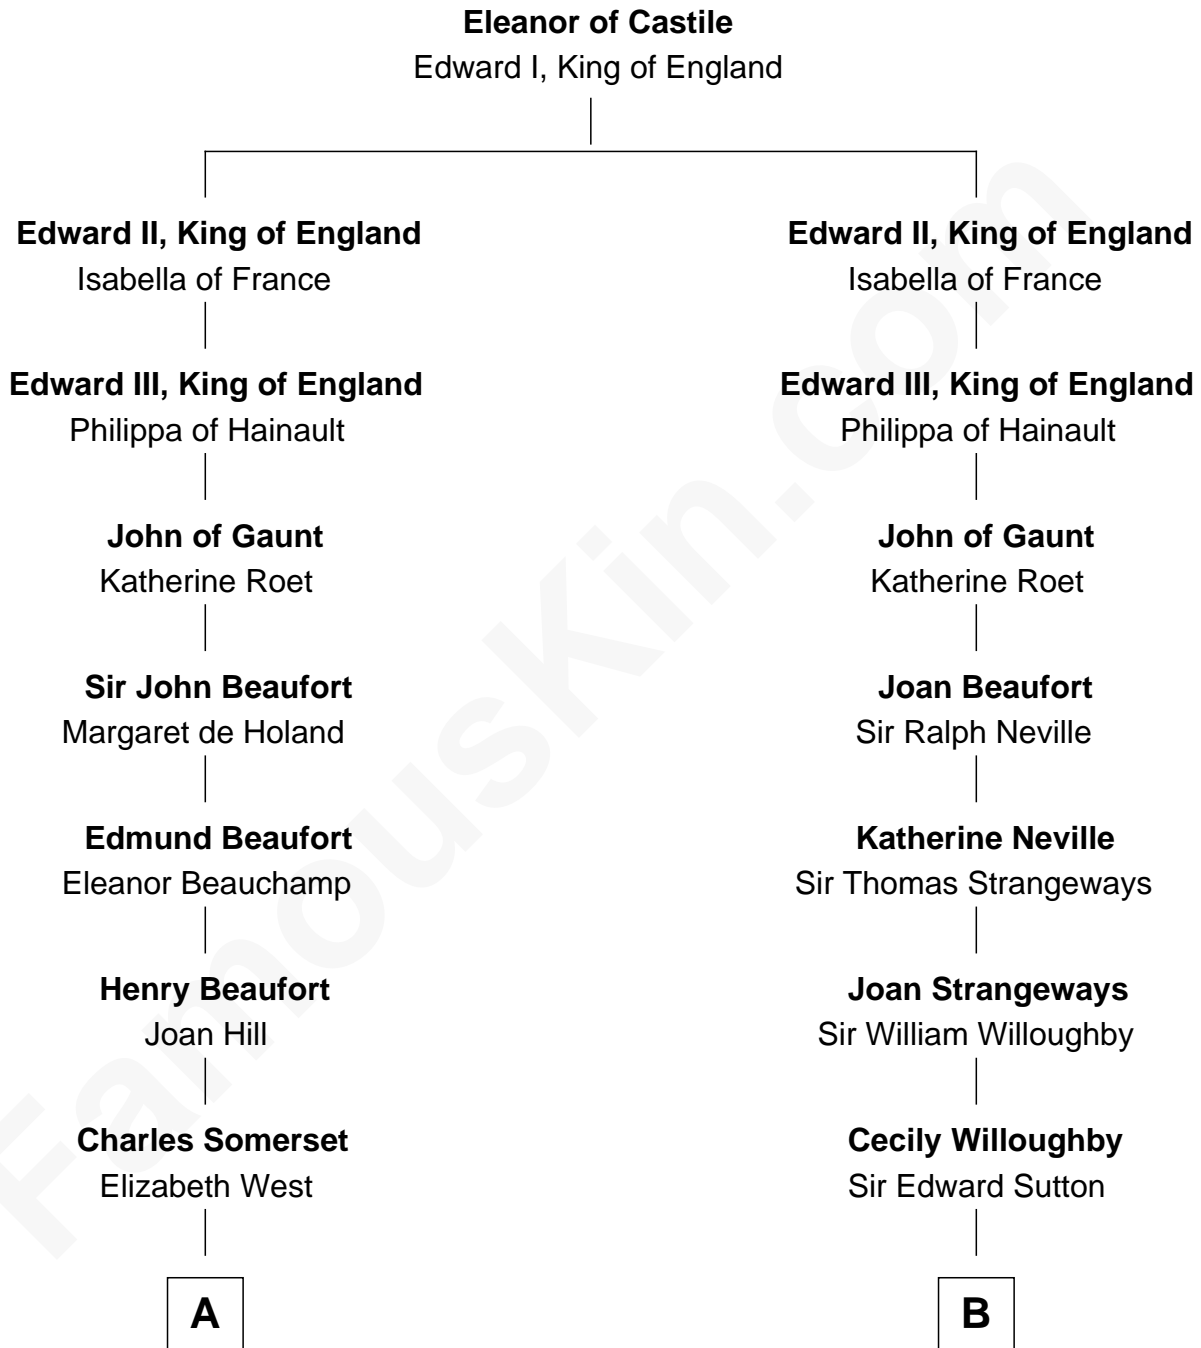 Eleanor of Castile
Edward I, King of England
Edward II, King of England
Isabella of France
Edward III, King of England
Philippa of Hainault
John of Gaunt
Katherine Roet
Sir John Beaufort
Margaret de Holand
Edmund Beaufort
Eleanor Beauchamp
Henry Beaufort
Joan Hill
Charles Somerset
Elizabeth West
A
Edward II, King of England
Isabella of France
Edward III, King of England
Philippa of Hainault
John of Gaunt
Katherine Roet
Joan Beaufort
Sir Ralph Neville
Katherine Neville
Sir Thomas Strangeways
Joan Strangeways
Sir William Willoughby
Cecily Willoughby
Sir Edward Sutton
B
FamousKin.com